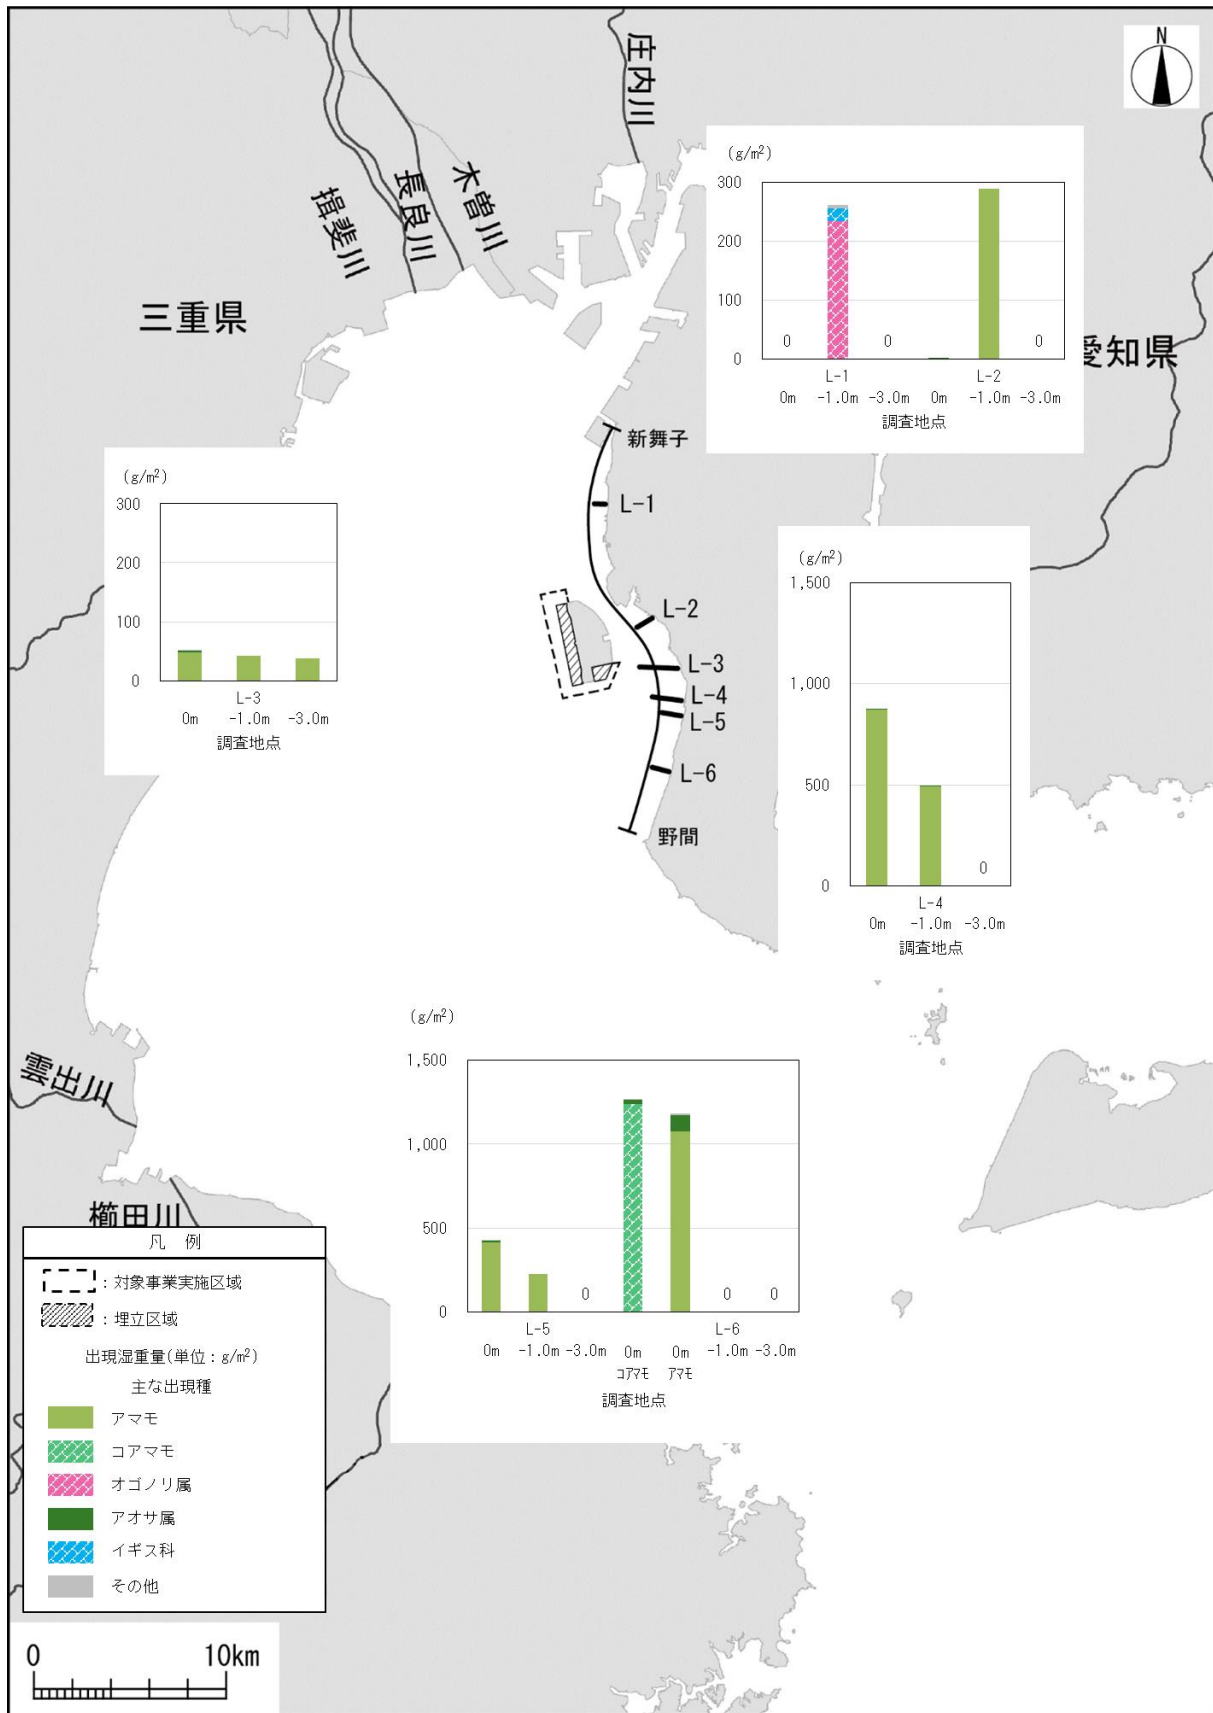 N
庄内川
木曽川
長良川
揖斐川
三重県
愛知県
(g/m²)
300
200
100
0
0
0
0
L-1
L-2
0m
-1.0m
-3.0m
0m
-1.0m
-3.0m
調査地点
新舞子
L-1
L-2
L-3
L-4
L-5
L-6
野間
(g/m²)
300
200
100
0
L-3
0m
-1.0m
-3.0m
調査地点
(g/m²)
1,500
1,000
500
0
0
L-4
0m
-1.0m
-3.0m
調査地点
(g/m²)
1,500
1,000
500
0
0
0
0
L-5
L-6
0m
-1.0m
-3.0m
0m
0m
-1.0m
-3.0m
コアマモ
アマモ
調査地点
雲出川
櫛田川
凡 例
：対象事業実施区域
：埋立区域
出現湿重量(単位：g/m²)
主な出現種
アマモ
コアマモ
オゴノリ属
アオサ属
イギス科
その他
0
10km